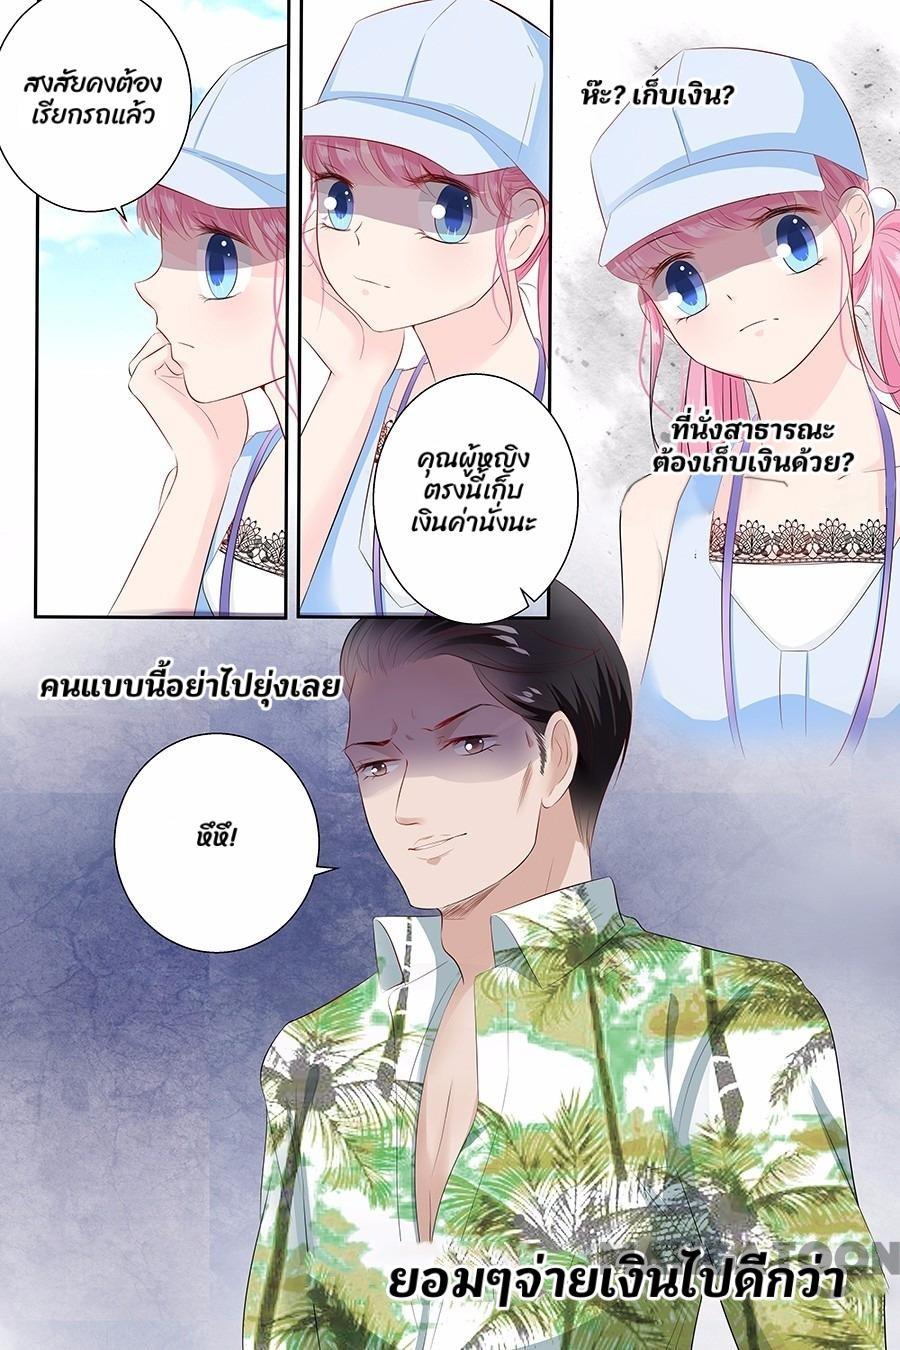 สงสัยคงต้อง
เรียกรถแล้ว
คุณผู้หญิง
ตรงนี้เก็บ
เงินค่านั่งนะ
ห๊ะ? เก็บเงิน?
ที่นั่งสาธารณะ
ต้องเก็บเงินด้วย?
คนแบบนี้อย่าไปยุ่งเลย
หึหึ!
ยอมๆจ่ายเงินไปดีกว่า